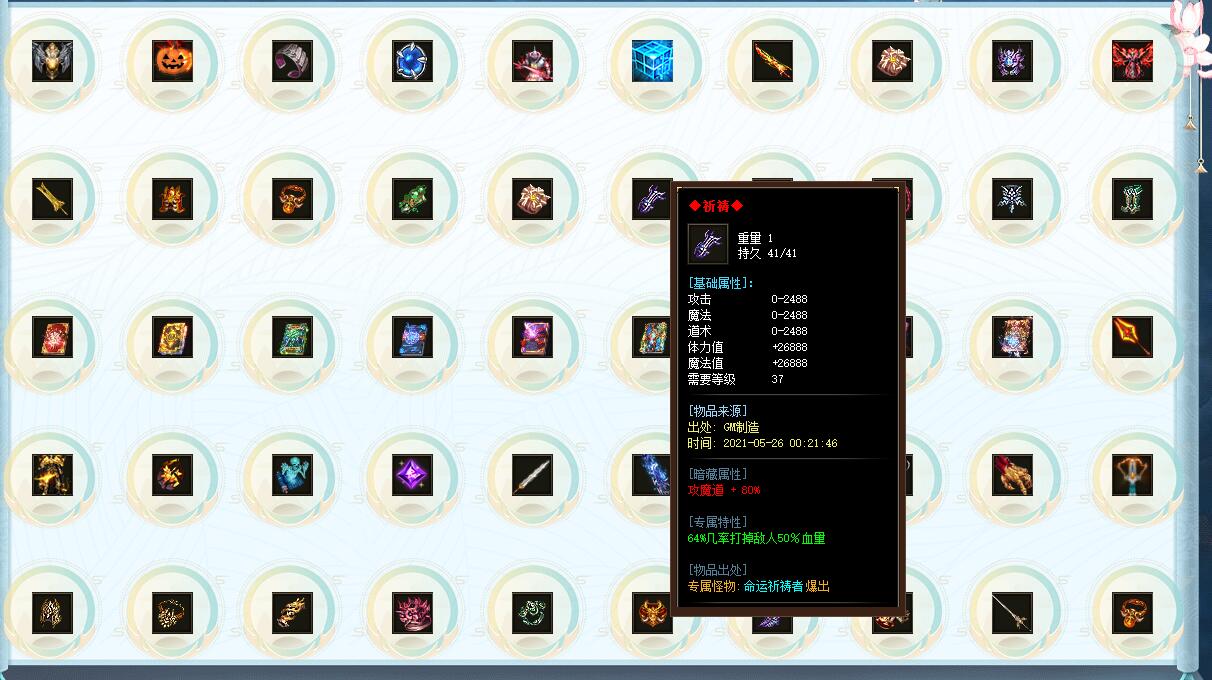 ◆祈祷◆
重量 1
持久 41/41
[基础属性]:
攻击 0-2488
魔法 0-2488
道术 0-2488
体力值 +26888
魔法值 +26888
需要等级 37
[物品来源]
出处: GM制造
时间: 2021-05-26 00:21:46
[暗藏属性]
攻魔道 + 80%
[专属特性]
64%几率打掉敌人50%血量
[物品出处]
专属怪物:命运祈祷者爆出